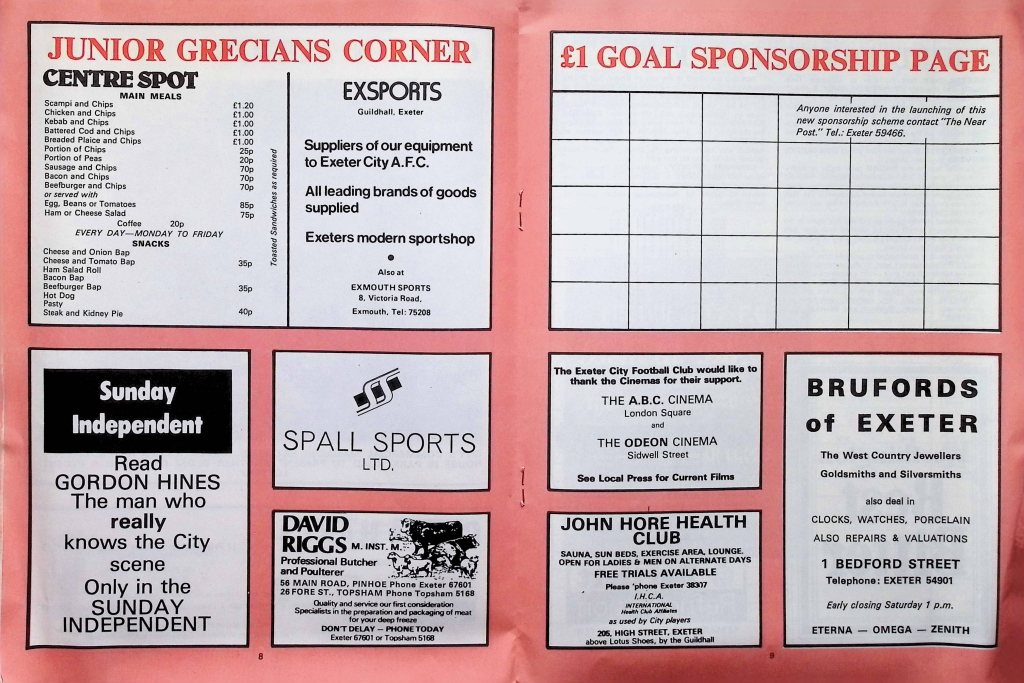 JUNIOR GRECIANS CORNER
CENTRE SPOT
MAIN MEALS
Scampi and Chips £1.20
Chicken and Chips £1.00
Kebab and Chips £1.00
Battered Cod and Chips £1.00
Breaded Plaice and Chips £1.00
Portion of Chips 25p
Portion of Peas 20p
Sausage and Chips 70p
Bacon and Chips 70p
Beefburger and Chips 70p
or served with
Egg, Beans or Tomatoes 85p
Ham or Cheese Salad 75p
Coffee 20p
EVERY DAY—MONDAY TO FRIDAY
SNACKS
Cheese and Onion Bap
Cheese and Tomato Bap 35p
Ham Salad Roll
Bacon Bap
Beefburger Bap 35p
Hot Dog
Pasty
Steak and Kidney Pie 40p
Toasted Sandwiches as required
EXSPORTS
Guildhall, Exeter
Suppliers of our equipment
to Exeter City A.F.C.
All leading brands of goods
supplied
Exeters modern sportshop
Also at
EXMOUTH SPORTS
8, Victoria Road,
Exmouth, Tel: 75208
Sunday
Independent
Read
GORDON HINES
The man who
really
knows the City
scene
Only in the
SUNDAY
INDEPENDENT
SPALL SPORTS
LTD.
DAVID
RIGGS M. INST. M.
Professional Butcher
and Poulterer
56 MAIN ROAD, PINHOE Phone Exeter 67601
26 FORE ST., TOPSHAM Phone Topsham 5168
Quality and service our first consideration
Specialists in the preparation and packaging of meat
for your deep freeze
DON'T DELAY — PHONE TODAY
Exeter 67601 or Topsham 5168
8
£1 GOAL SPONSORSHIP PAGE
Anyone interested in the launching of this
new sponsorship scheme contact "The Near
Post." Tel.: Exeter 59466.
The Exeter City Football Club would like to
thank the Cinemas for their support.
THE A.B.C. CINEMA
London Square
and
THE ODEON CINEMA
Sidwell Street
See Local Press for Current Films
JOHN HORE HEALTH
CLUB
SAUNA, SUN BEDS, EXERCISE AREA, LOUNGE.
OPEN FOR LADIES & MEN ON ALTERNATE DAYS
FREE TRIALS AVAILABLE
Please 'phone Exeter 38307
I.H.C.A.
INTERNATIONAL
Health Club Affiliates
as used by City players
205, HIGH STREET, EXETER
above Lotus Shoes, by the Guildhall
BRUFORDS
of EXETER
The West Country Jewellers
Goldsmiths and Silversmiths
also deal in
CLOCKS, WATCHES, PORCELAIN
ALSO REPAIRS & VALUATIONS
1 BEDFORD STREET
Telephone: EXETER 54901
Early closing Saturday 1 p.m.
ETERNA — OMEGA — ZENITH
9